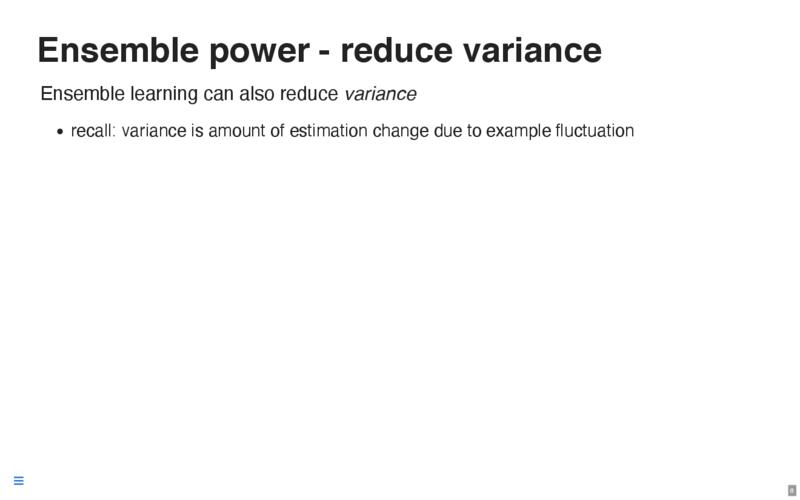 Ensemble power - reduce variance
Ensemble learning can also reduce variance
• recall: variance is amount of estimation change due to example fluctuation